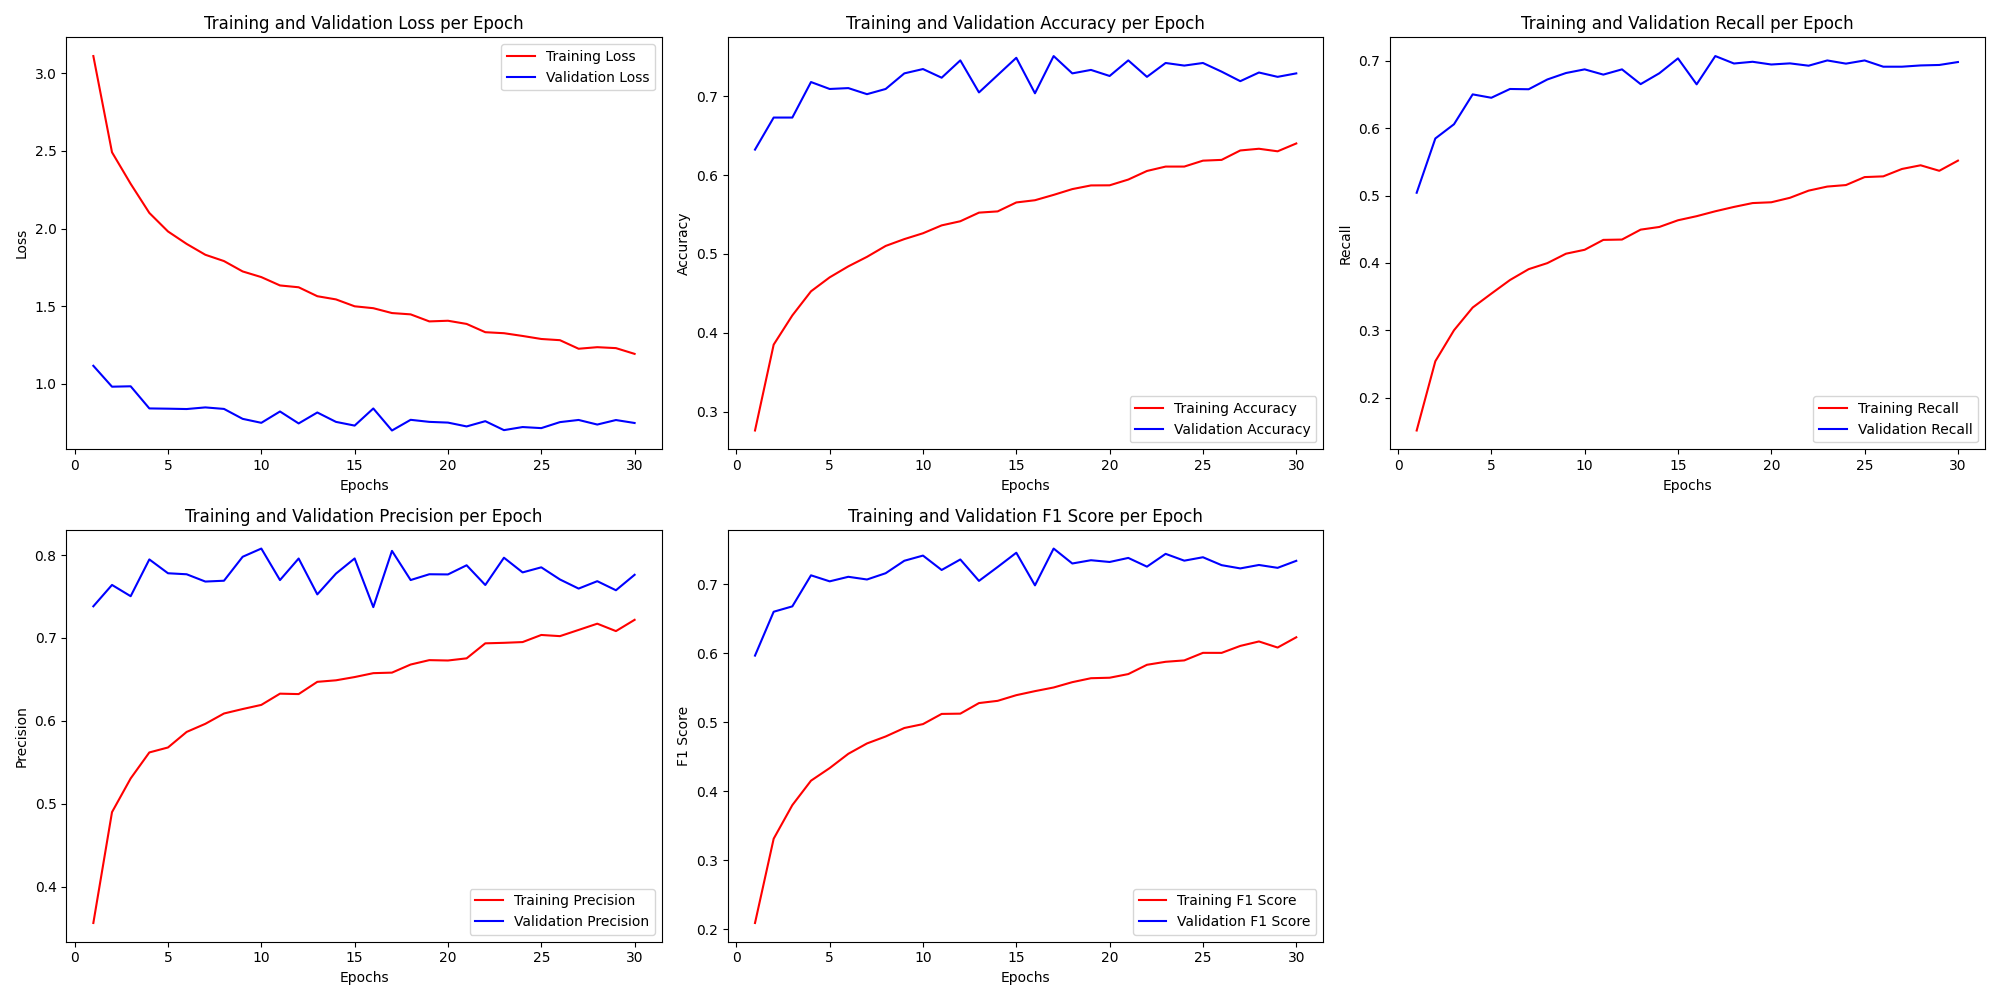 Training and Validation Loss per Epoch
Training Loss
Validation Loss
3.0
2.5
2.0
1.5
1.0
Loss
0 5 10 15 20 25 30
Epochs
Training and Validation Accuracy per Epoch
0.7
0.6
0.5
0.4
0.3
Accuracy
Training Accuracy
Validation Accuracy
0 5 10 15 20 25 30
Epochs
Training and Validation Recall per Epoch
0.7
0.6
0.5
0.4
0.3
0.2
Recall
Training Recall
Validation Recall
0 5 10 15 20 25 30
Epochs
Training and Validation Precision per Epoch
0.8
0.7
0.6
0.5
0.4
Precision
Training Precision
Validation Precision
0 5 10 15 20 25 30
Epochs
Training and Validation F1 Score per Epoch
0.7
0.6
0.5
0.4
0.3
0.2
F1 Score
Training F1 Score
Validation F1 Score
0 5 10 15 20 25 30
Epochs